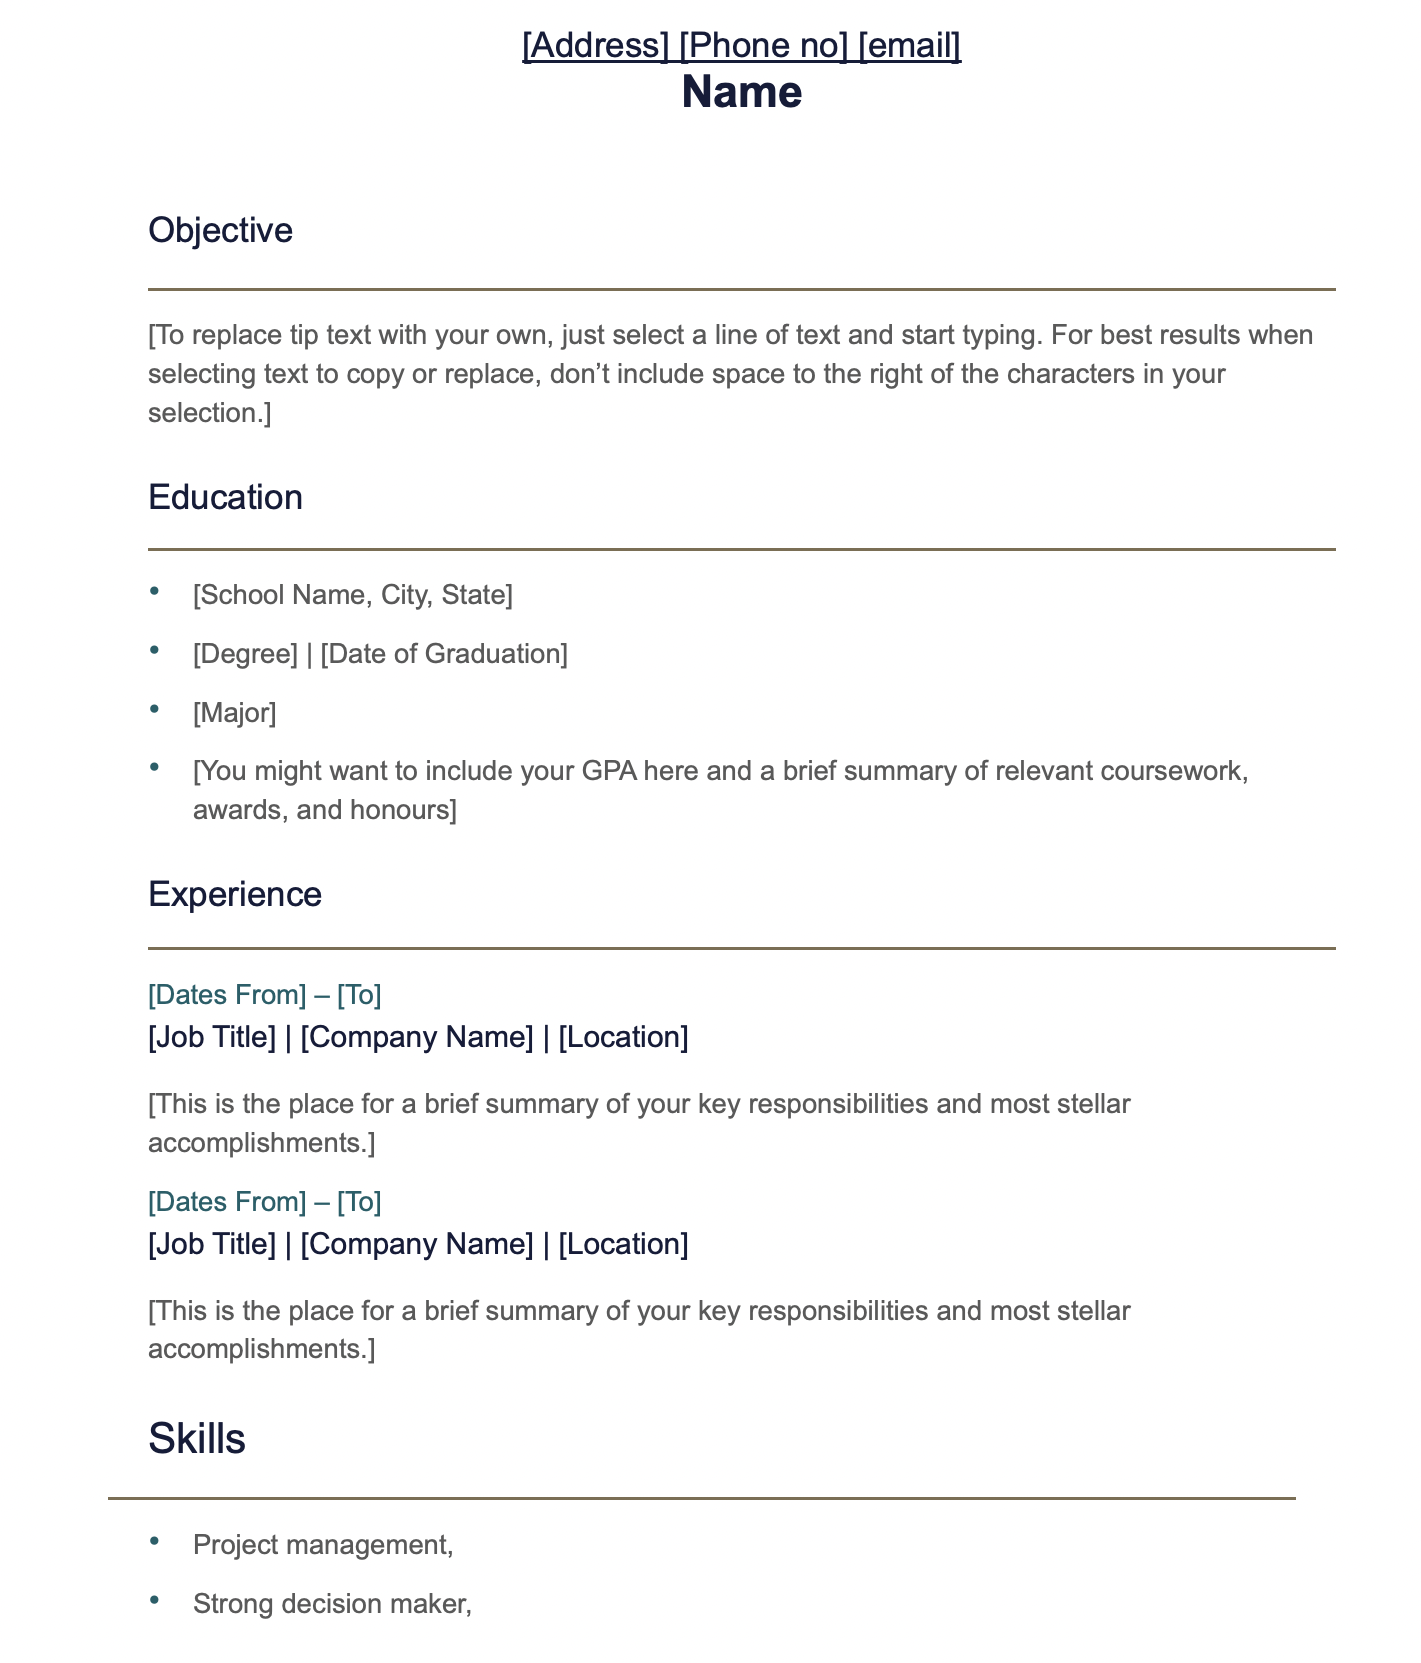 [Address] [Phone no] [email]
Name
Objective
[To replace tip text with your own, just select a line of text and start typing. For best results when
selecting text to copy or replace, don’t include space to the right of the characters in your
selection.]
Education
• [School Name, City, State]
• [Degree] | [Date of Graduation]
• [Major]
• [You might want to include your GPA here and a brief summary of relevant coursework,
awards, and honours]
Experience
[Dates From] – [To]
[Job Title] | [Company Name] | [Location]
[This is the place for a brief summary of your key responsibilities and most stellar
accomplishments.]
[Dates From] – [To]
[Job Title] | [Company Name] | [Location]
[This is the place for a brief summary of your key responsibilities and most stellar
accomplishments.]
Skills
• Project management,
• Strong decision maker,